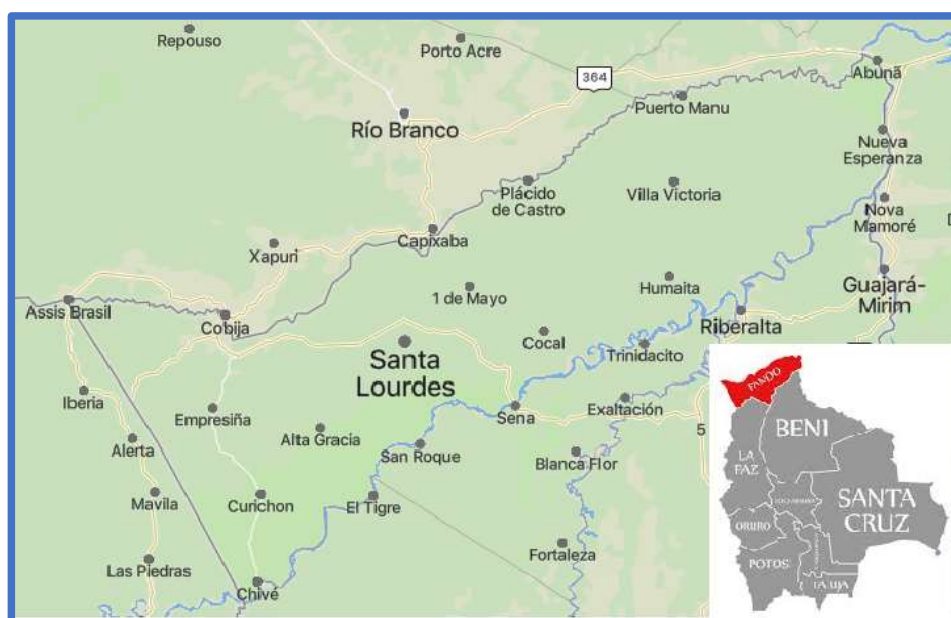 Repouso
Porto Acre
364
Abunã
Puerto Manu
Río Branco
Nueva
Esperanza
Plácido
de Castro
Villa Victoria
Nova
Mamoré
Capixaba
Xapuri
Humaita
Guajará-
Mirim
1 de Mayo
Assis Brasil
Cobija
Riberalta
Cocal
Trinidacito
Santa
Lourdes
Iberia
Empresiña
Sena
Exaltación
5
Alta Gracia
Alerta
San Roque
Blanca Flor
Mavila
Curichon
El Tigre
Fortaleza
Las Piedras
Chivé
PANDO
BENI
LA
PAZ
SANTA
CRUZ
ORURO
POTOSI